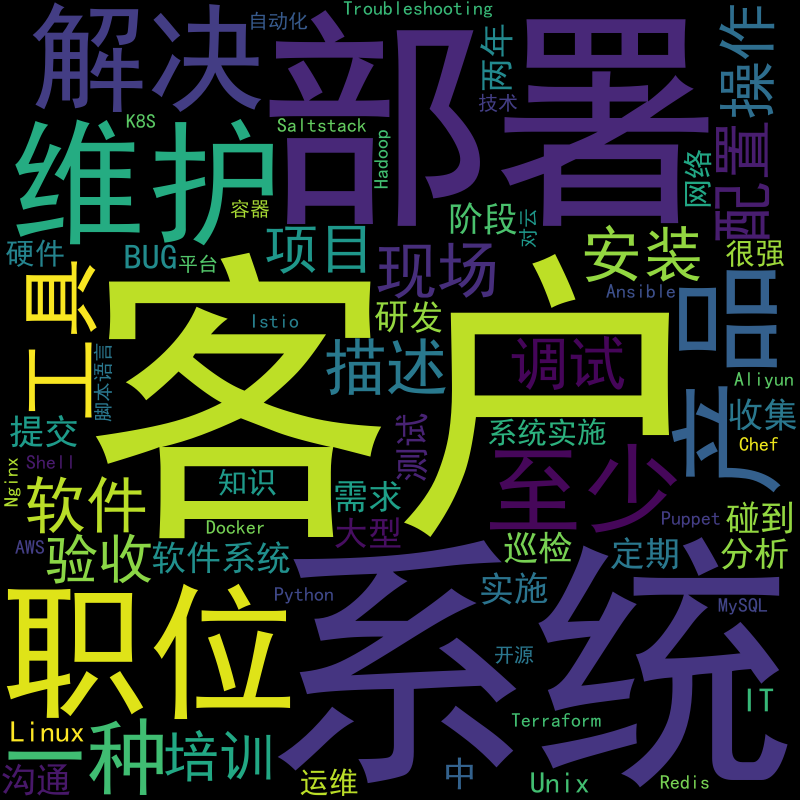 Troubleshooting
自动化
解决
部署
两年
操作
技术
K8S
Saltstack
维护
Hadoop
网络
配置
容器
阶段
对云
硬件
BUG
平台
项目
现场
安装
很强
工具
客户
Istio
研发
Ansible
产品
脚本语言
描述
调试
Aliyun
收集
提交
测试
系统实施
Chef
Shell
Nginx
知识
需求
至少
软件
Docker
大型
Puppet
碰到
AWS
验收
软件系统
巡检
定期
分析
职位
Python
系统
实施
MySQL
开源
Linux
一种
培训
Terraform
IT
沟通
运维
中
Unix
Redis